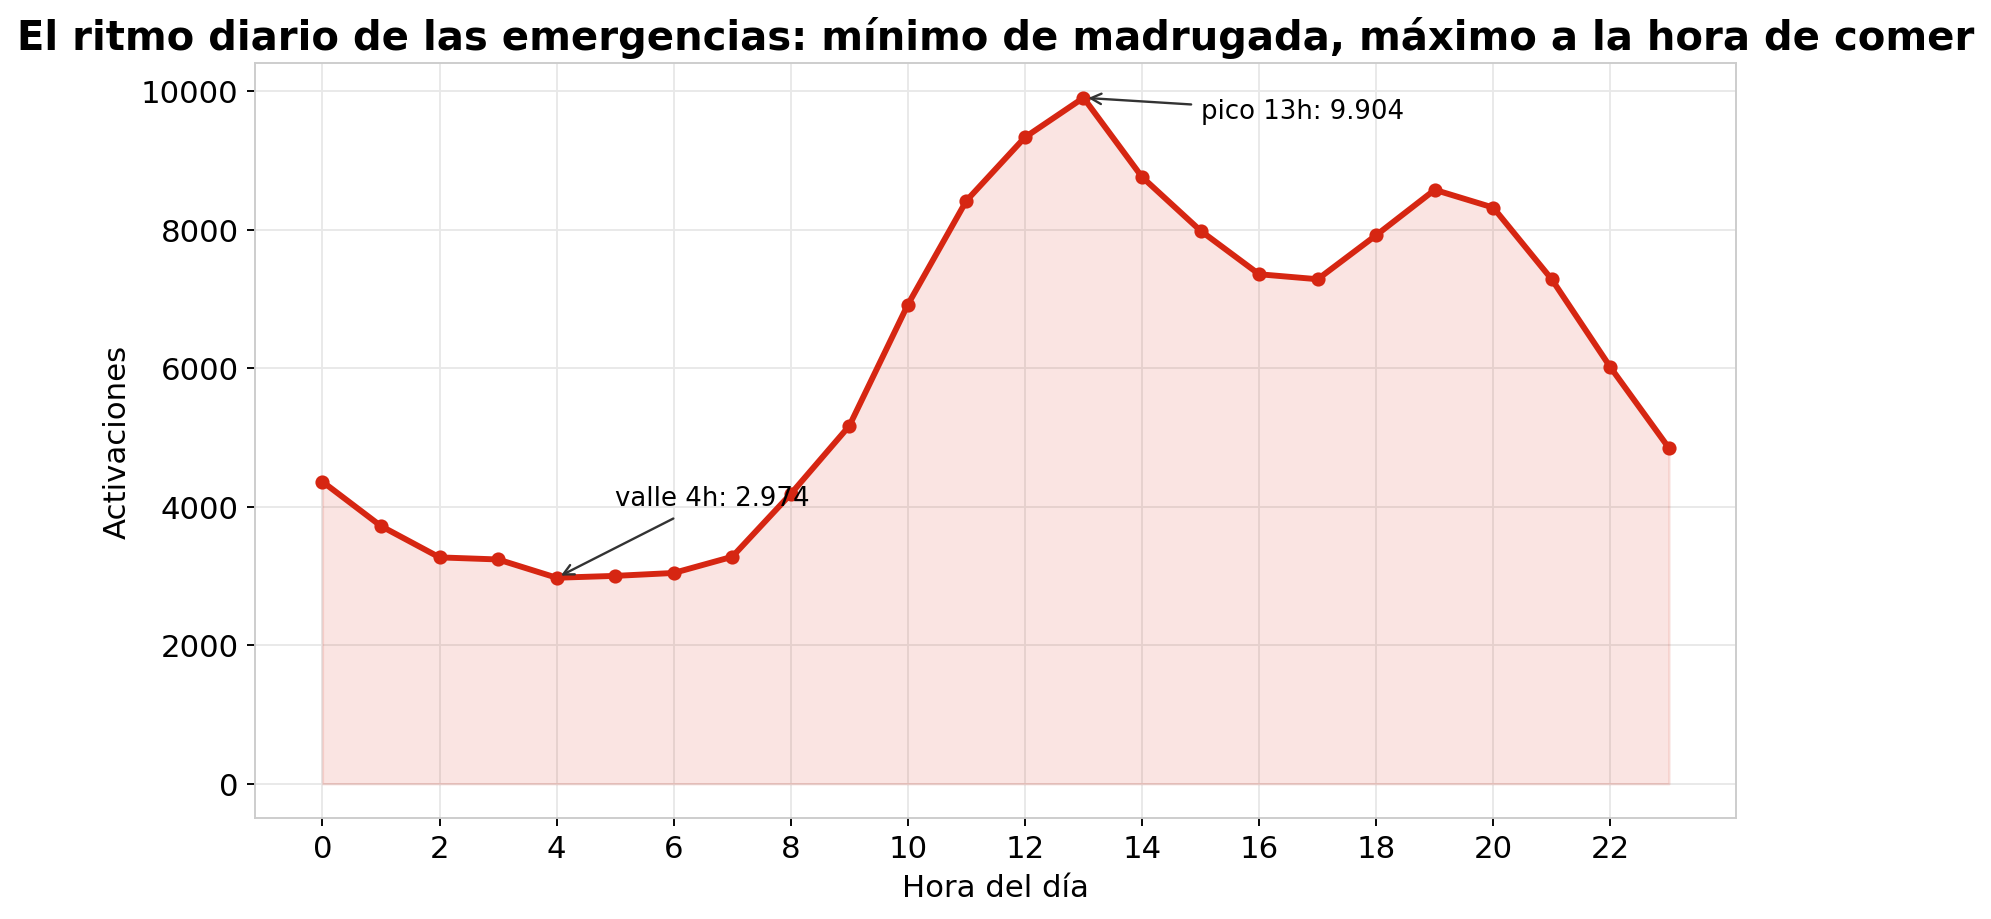 El ritmo diario de las emergencias: mínimo de madrugada, máximo a la hora de comer
10000
8000
6000
4000
2000
0
Activaciones
pico 13h: 9.904
valle 4h: 2.974
0 2 4 6 8 10 12 14 16 18 20 22
Hora del día